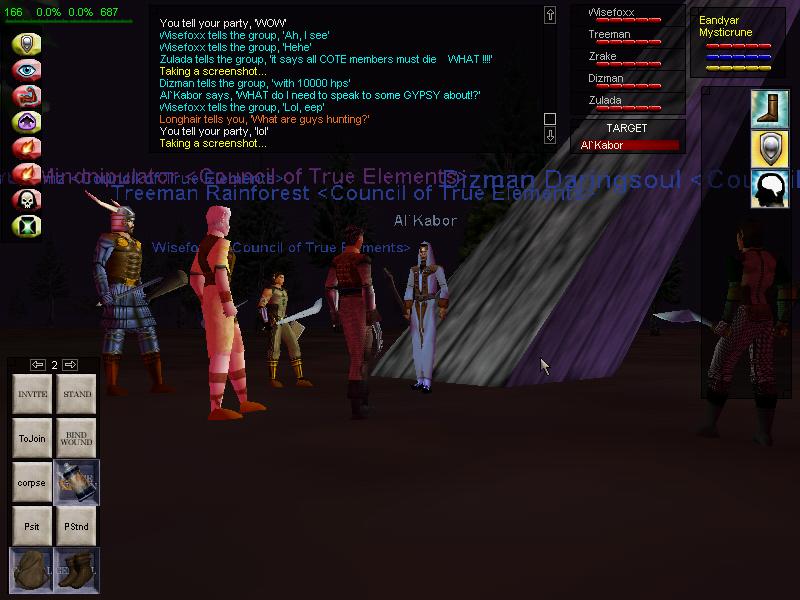 166 0.0% 0.0% 687
You tell your party, 'WOW'
Wisefoxx tells the group, 'Ah, I see'
Wisefoxx tells the group, 'Hehe'
Zulada tells the group, 'it says all COTE members must die WHAT !!!!'
Taking a screenshot...
Dizman tells the group, 'with 10000 hps'
Al`Kabor says, 'WHAT do I need to speak to some GYPSY about!?'
Wisefoxx tells the group, 'Lol, eep'
Longhair tells you, 'What are guys hunting?'
You tell your party, 'lol'
Taking a screenshot...
Wisefoxx
Treeman
Zrake
Dizman
Zulada
TARGET
Al`Kabor
Eandyar
Mysticrune
<Council of True Elements>
Treeman Rainforest <Council of True Elements>
Dizman Daringsoul
Al`Kabor
Council of True Elements>
2
INVITE STAND
ToJoin BIND WOUND
corpse
Psit PStnd